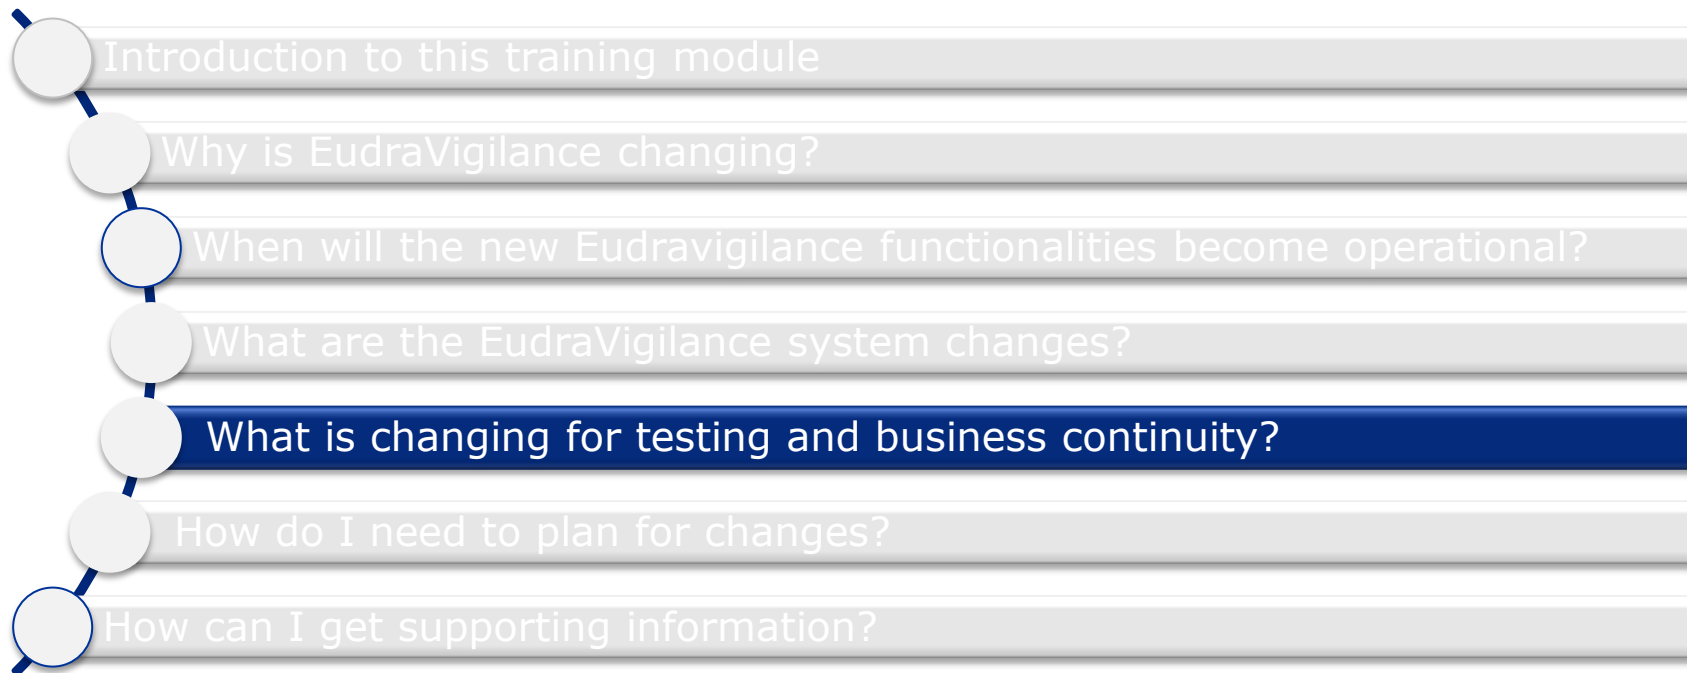 Introduction to this training module
Why is EudraVigilance changing?
When will the new Eudravigilance functionalities become operational?
What are the EudraVigilance system changes?
What is changing for testing and business continuity?
How do I need to plan for changes?
How can I get supporting information?